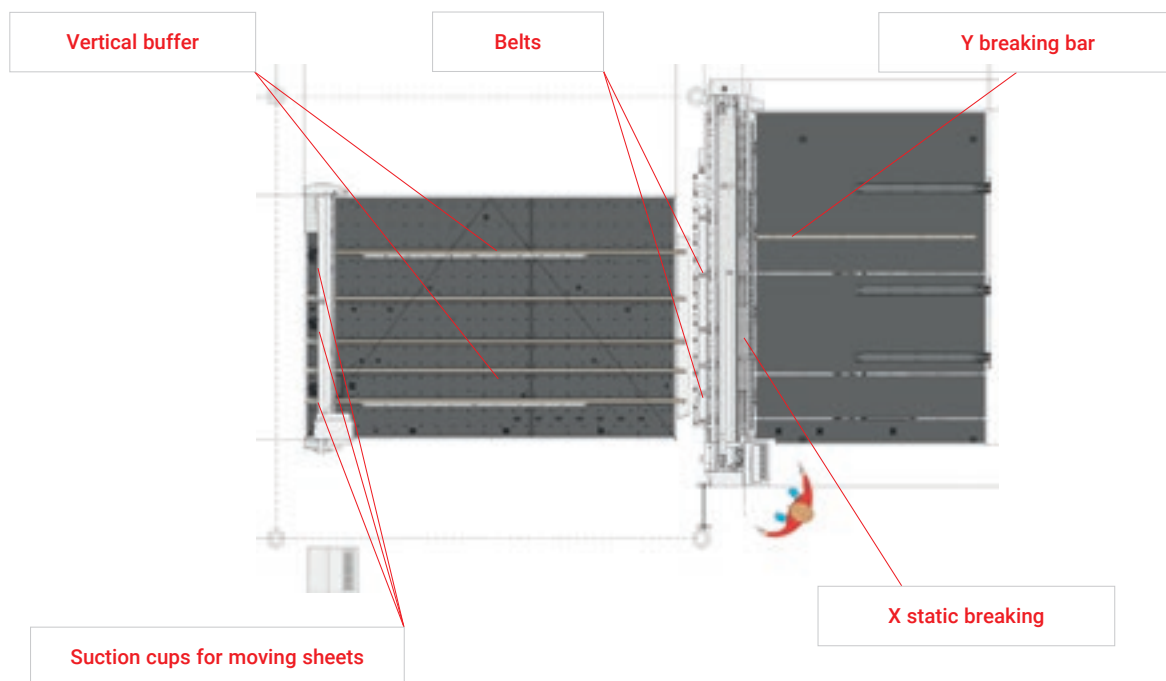 Vertical buffer
Belts
Y breaking bar
X static breaking
Suction cups for moving sheets